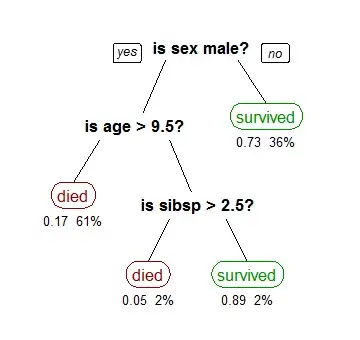 yes is sex male? no
survived
0.73 36%
is age > 9.5?
died
0.17 61%
is sibsp > 2.5?
died survived
0.05 2% 0.89 2%